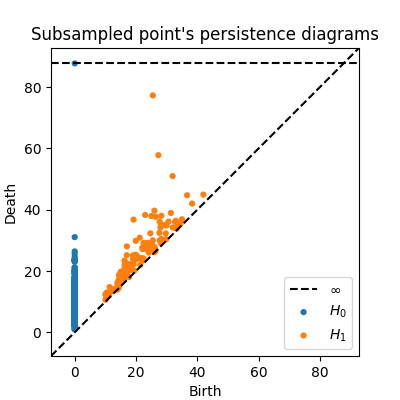 Subsampled point's persistence diagrams
Death
80
60
40
20
0
∞
H₀
H₁
0 20 40 60 80
Birth